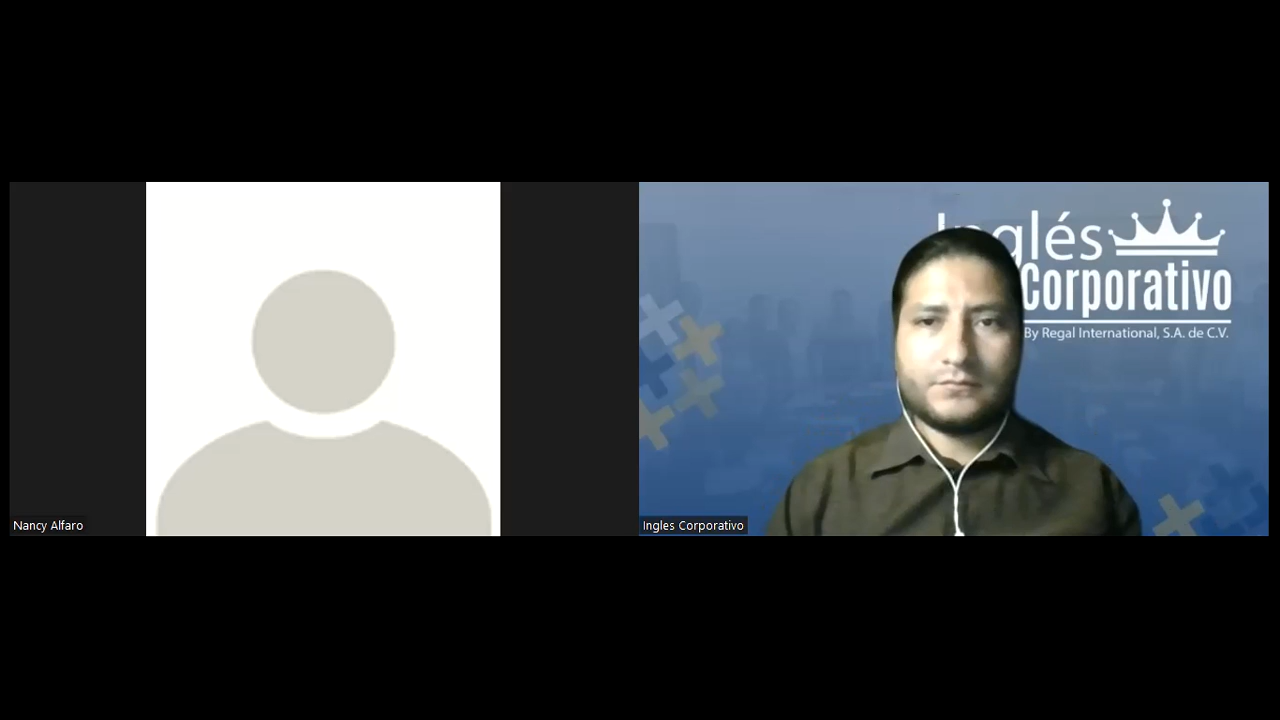 Inglés
Corporativo
By Regal International, S.A. de C.V.
Nancy Alfaro
Ingles Corporativo